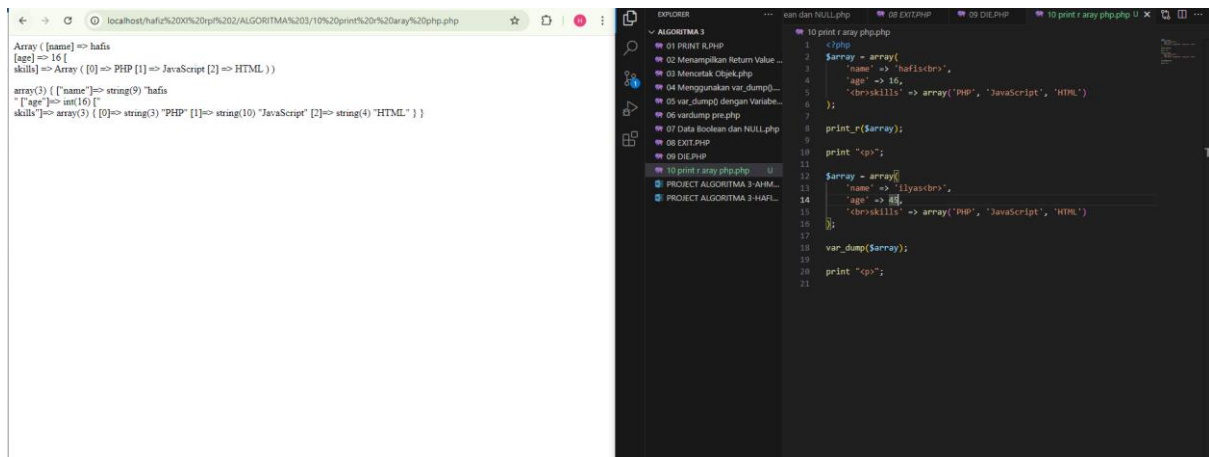 localhost/hafiz%20XI%20rpl%202/ALGORITMA%203/10%20print%20r%20aray%20php.php
H
Array ( [name] => hafis
[age] => 16 [
skills] => Array ( [0] => PHP [1] => JavaScript [2] => HTML ) )
array(3) { ["name"]=> string(9) "hafis
" ["age"]=> int(16) ["
skills"]=> array(3) { [0]=> string(3) "PHP" [1]=> string(10) "JavaScript" [2]=> string(4) "HTML" } }
EXPLORER
ALGORITMA 3
01 PRINT R.PHP
02 Menampilkan Return Value ...
03 Mencetak Objek.php
04 Menggunakan var_dump()....
05 var_dump() dengan Variabe...
06 vardump pre.php
07 Data Boolean dan NULL.php
08 EXIT.PHP
09 DIE.PHP
10 print r aray php.php U
PROJECT ALGORITMA 3-AHM...
PROJECT ALGORITMA 3-HAFI...
ean dan NULL.php 08 EXIT.PHP 09 DIE.PHP 10 print r aray php.php U
10 print r aray php.php
1 <?php
2 $array = array(
3 'name' => 'hafis<br>',
4 'age' => 16,
5 '<br>skills' => array('PHP', 'JavaScript', 'HTML')
6 );
7
8 print_r($array);
9
10 print "<p>";
11
12 $array = array(
13 'name' => 'ilyas<br>',
14 'age' => 45,
15 '<br>skills' => array('PHP', 'JavaScript', 'HTML')
16 );
17
18 var_dump($array);
19
20 print "<p>";
21